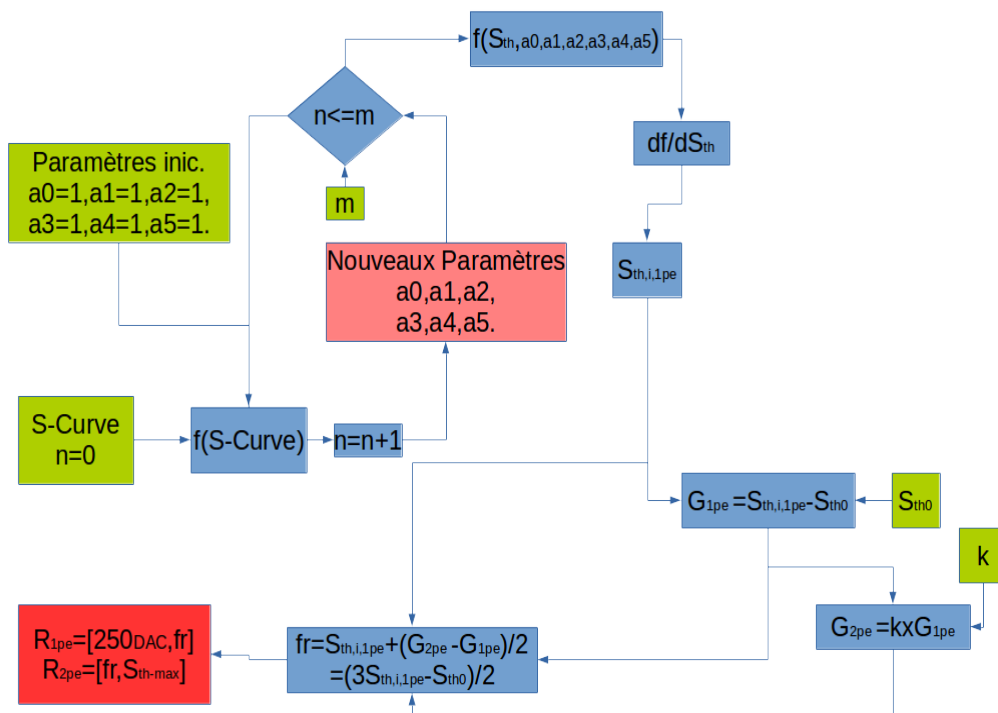 f(Sth,a0,a1,a2,a3,a4,a5)
n<=m
df/dSth
Paramètres inic.
a0=1,a1=1,a2=1,
a3=1,a4=1,a5=1.
m
Nouveaux Paramètres
a0,a1,a2,
a3,a4,a5.
Sth,i,1pe
S-Curve
n=0
f(S-Curve)
n=n+1
G1pe =Sth,i,1pe-Sth0
Sth0
k
G2pe =kxG1pe
fr=Sth,i,1pe+(G2pe -G1pe)/2
=(3Sth,i,1pe-Sth0)/2
R1pe=[250DAC,fr]
R2pe=[fr,Sth-max]